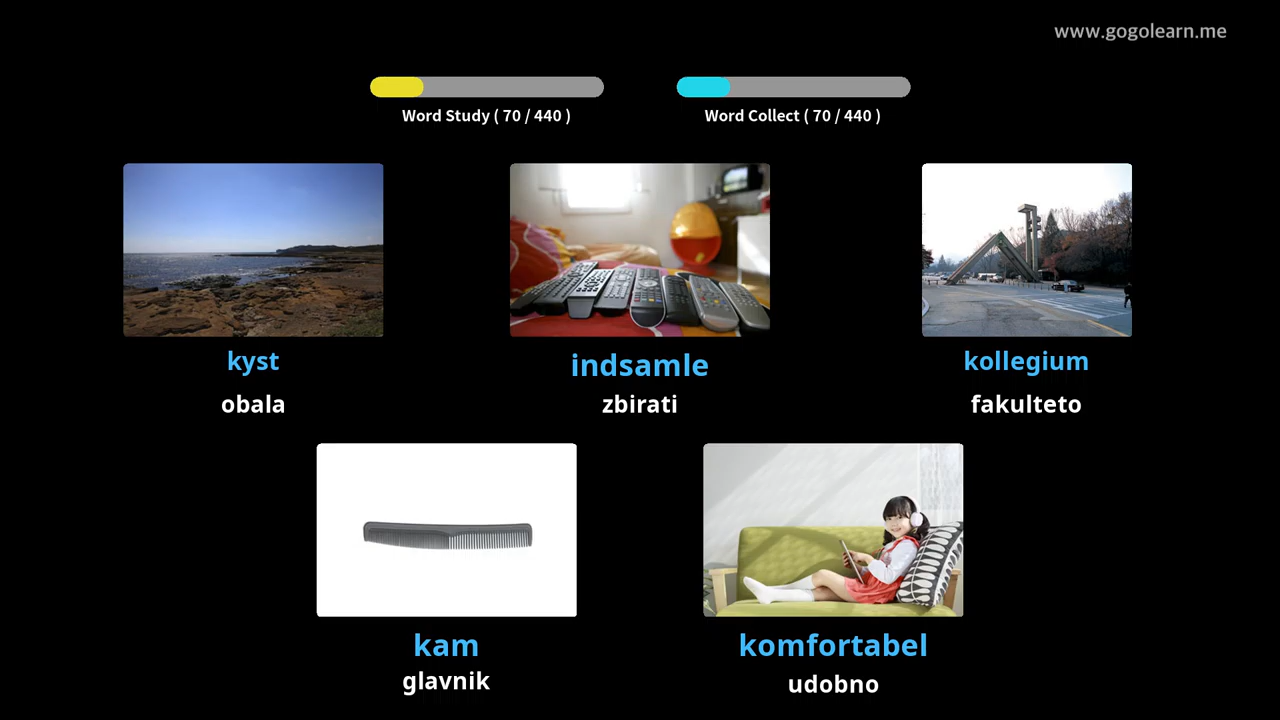 www.gogolearn.me
Word Study ( 70 / 440 )
Word Collect ( 70 / 440 )
kyst
indsamle
kollegium
obala
zbirati
fakulteto
kam
komfortabel
glavnik
udobno